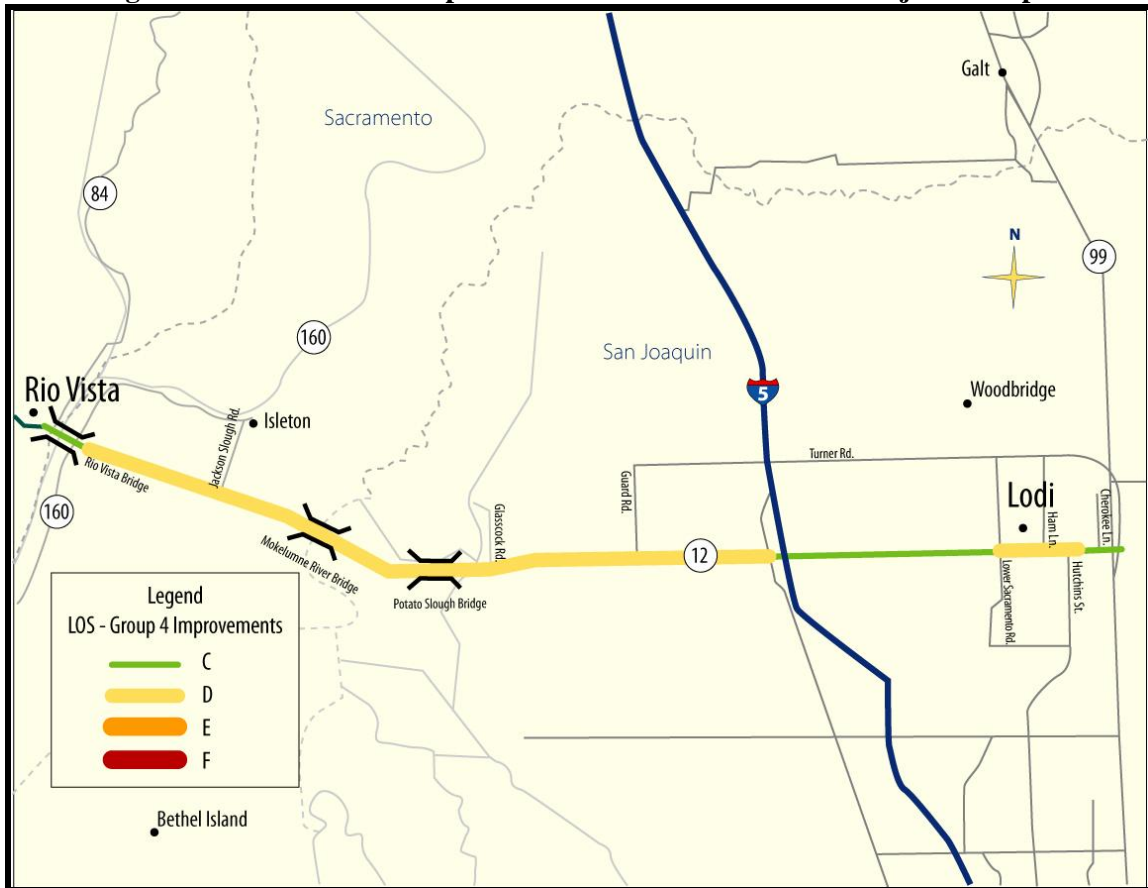 Galt
Sacramento
84
99
N
160
San Joaquin
5
Rio Vista
Woodbridge
Isleton
Jackson Slough Rd.
Turner Rd.
Rio Vista Bridge
Guard Rd.
Lodi
Ham Ln.
Cherokee Ln.
160
Glasscock Rd.
Mokelumne River Bridge
12
Potato Slough Bridge
Lower Sacramento Rd.
Hutchins St.
Legend
LOS - Group 4 Improvements
C
D
E
F
Bethel Island